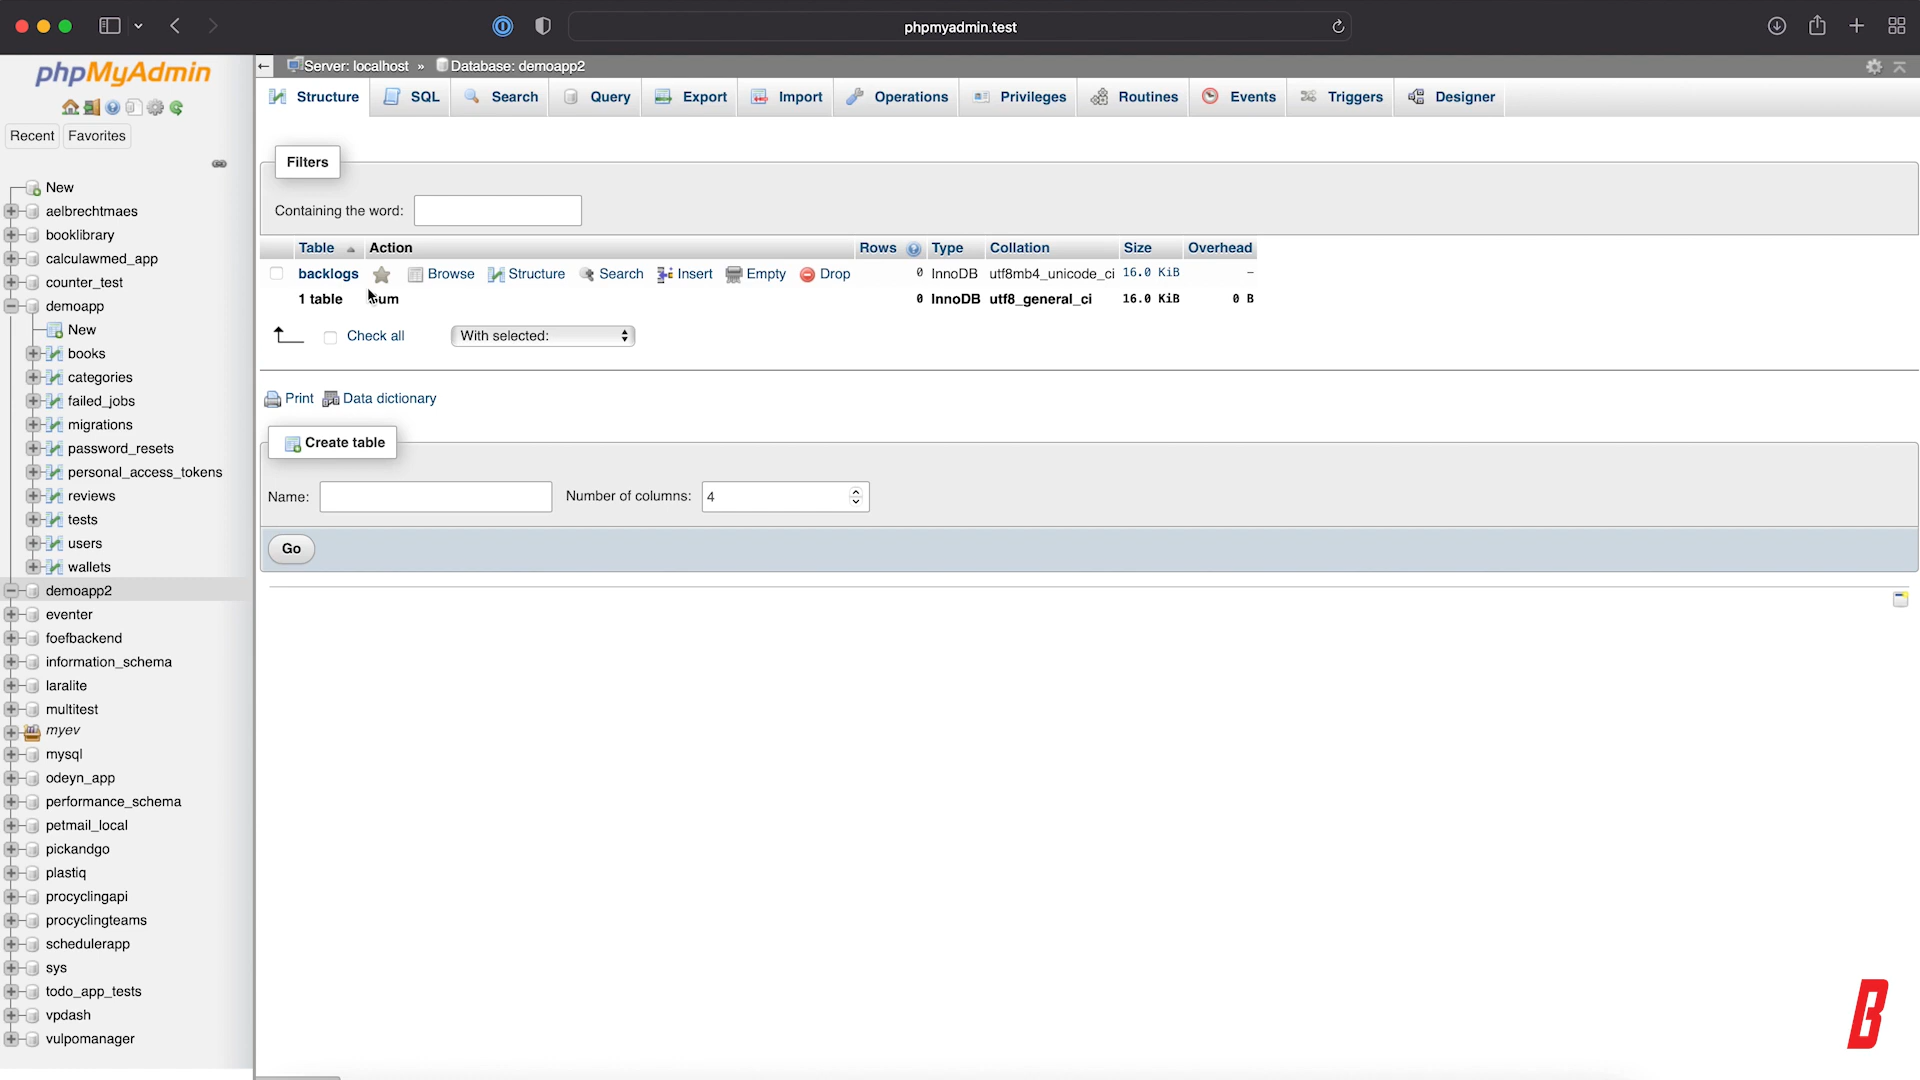 phpmyadmin.test
phpMyAdmin
Server: localhost » Database: demoapp2
Structure SQL Search Query Export Import Operations Privileges Routines Events Triggers Designer
Recent Favorites
New
aelbrechtmaes
booklibrary
calculawmed_app
counter_test
demoapp
New
books
categories
failed_jobs
migrations
password_resets
personal_access_tokens
reviews
tests
users
wallets
demoapp2
eventer
foefbackend
information_schema
laralite
multitest
myev
mysql
odeyn_app
performance_schema
petmail_local
pickandgo
plastiq
procyclingapi
procyclingteams
schedulerapp
sys
todo_app_tests
vpdash
vulpomanager
Filters
Containing the word:
Table Action Rows Type Collation Size Overhead
backlogs Browse Structure Search Insert Empty Drop 0 InnoDB utf8mb4_unicode_ci 16.0 KiB -
1 table Sum 0 InnoDB utf8_general_ci 16.0 KiB 0 B
Check all With selected:
Print Data dictionary
Create table
Name: Number of columns: 4
Go
B